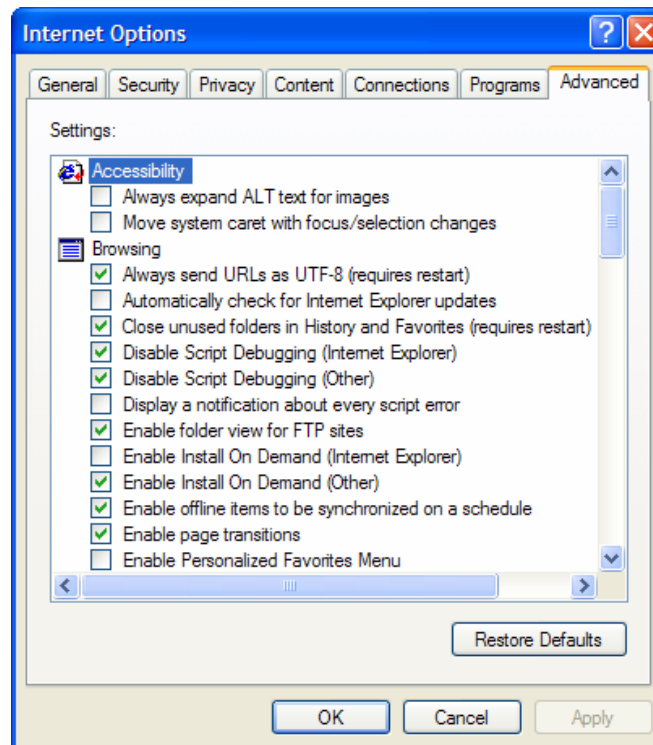 Internet Options
General Security Privacy Content Connections Programs Advanced
Settings:
Accessibility
Always expand ALT text for images
Move system caret with focus/selection changes
Browsing
Always send URLs as UTF-8 (requires restart)
Automatically check for Internet Explorer updates
Close unused folders in History and Favorites (requires restart)
Disable Script Debugging (Internet Explorer)
Disable Script Debugging (Other)
Display a notification about every script error
Enable folder view for FTP sites
Enable Install On Demand (Internet Explorer)
Enable Install On Demand (Other)
Enable offline items to be synchronized on a schedule
Enable page transitions
Enable Personalized Favorites Menu
Restore Defaults
OK Cancel Apply